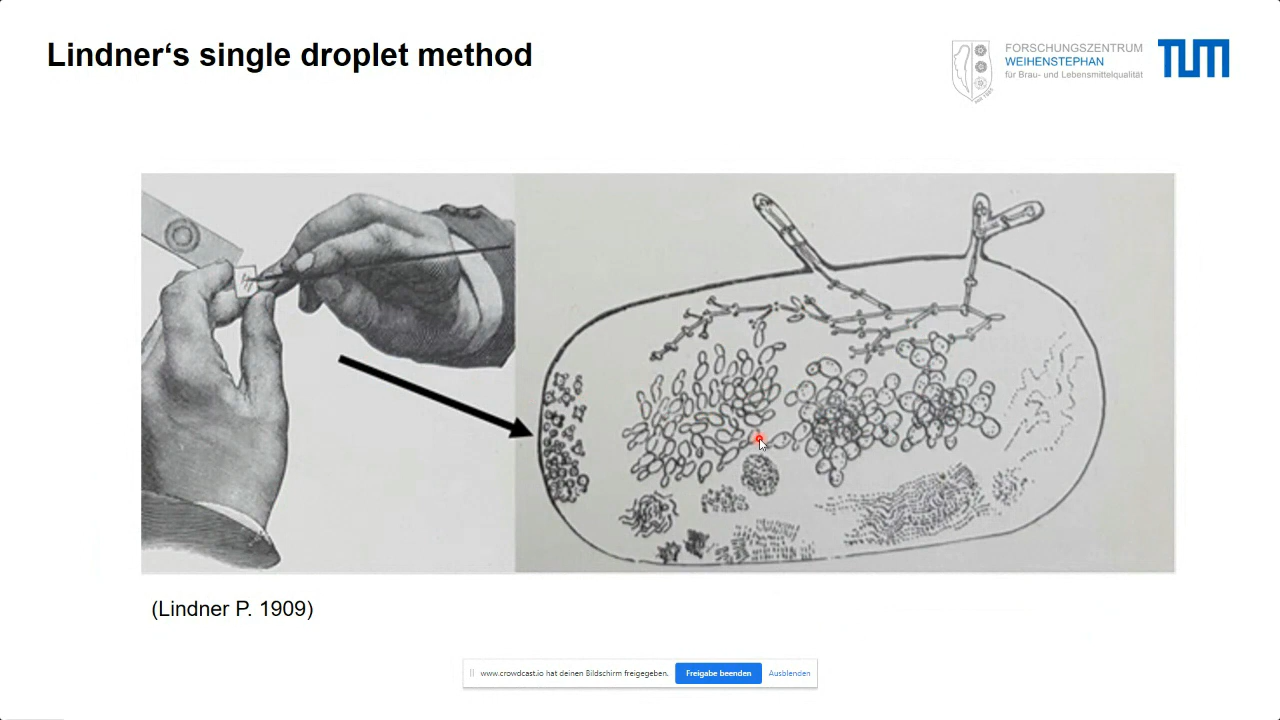 Lindner‘s single droplet method
FORSCHUNGSZENTRUM
WEIHENSTEPHAN
für Brau- und Lebensmittelqualität
TUM
(Lindner P. 1909)
www.crowdcast.io hat deinen Bildschirm freigegeben.
Freigabe beenden
Ausblenden